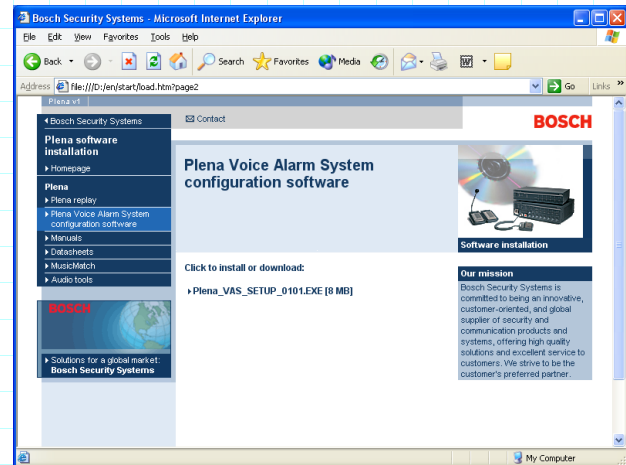 Bosch Security Systems - Microsoft Internet Explorer
File Edit View Favorites Tools Help
Back Search Favorites Media
Address file:///D:/en/start/load.htm?page2 Go Links »
Plena v1
Bosch Security Systems
Contact
BOSCH
Plena software
installation
Homepage
Plena
Plena replay
Plena Voice Alarm System
configuration software
Manuals
Datasheets
MusicMatch
Audio tools
BOSCH
Solutions for a global market:
Bosch Security Systems
Plena Voice Alarm System
configuration software
Click to install or download:
Plena_VAS_SETUP_0101.EXE [8 MB]
Software installation
Our mission
Bosch Security Systems is
committed to being an innovative,
customer-oriented, and global
supplier of security and
communication products and
systems, offering high quality
solutions and excellent service to
customers. We strive to be the
customer's preferred partner.
My Computer